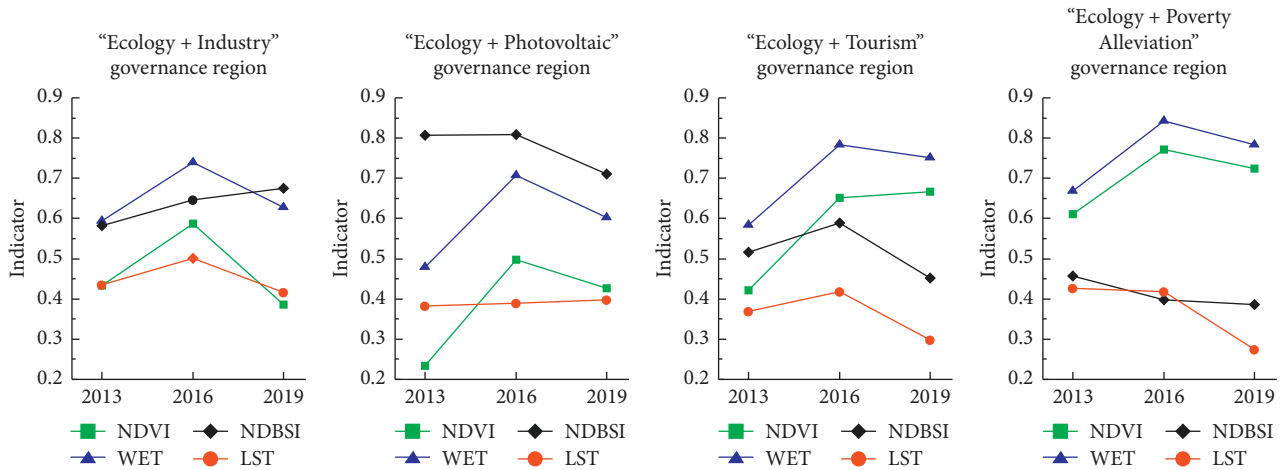 “Ecology + Industry”
governance region
0.9
0.8
0.7
0.6
0.5
0.4
0.3
0.2
Indicator
2013 2016 2019
NDVI NDBSI
WET LST
“Ecology + Photovoltaic”
governance region
0.9
0.8
0.7
0.6
0.5
0.4
0.3
0.2
Indicator
2013 2016 2019
NDVI NDBSI
WET LST
“Ecology + Tourism”
governance region
0.9
0.8
0.7
0.6
0.5
0.4
0.3
0.2
Indicator
2013 2016 2019
NDVI NDBSI
WET LST
“Ecology + Poverty
Alleviation”
governance region
0.9
0.8
0.7
0.6
0.5
0.4
0.3
0.2
Indicator
2013 2016 2019
NDVI NDBSI
WET LST